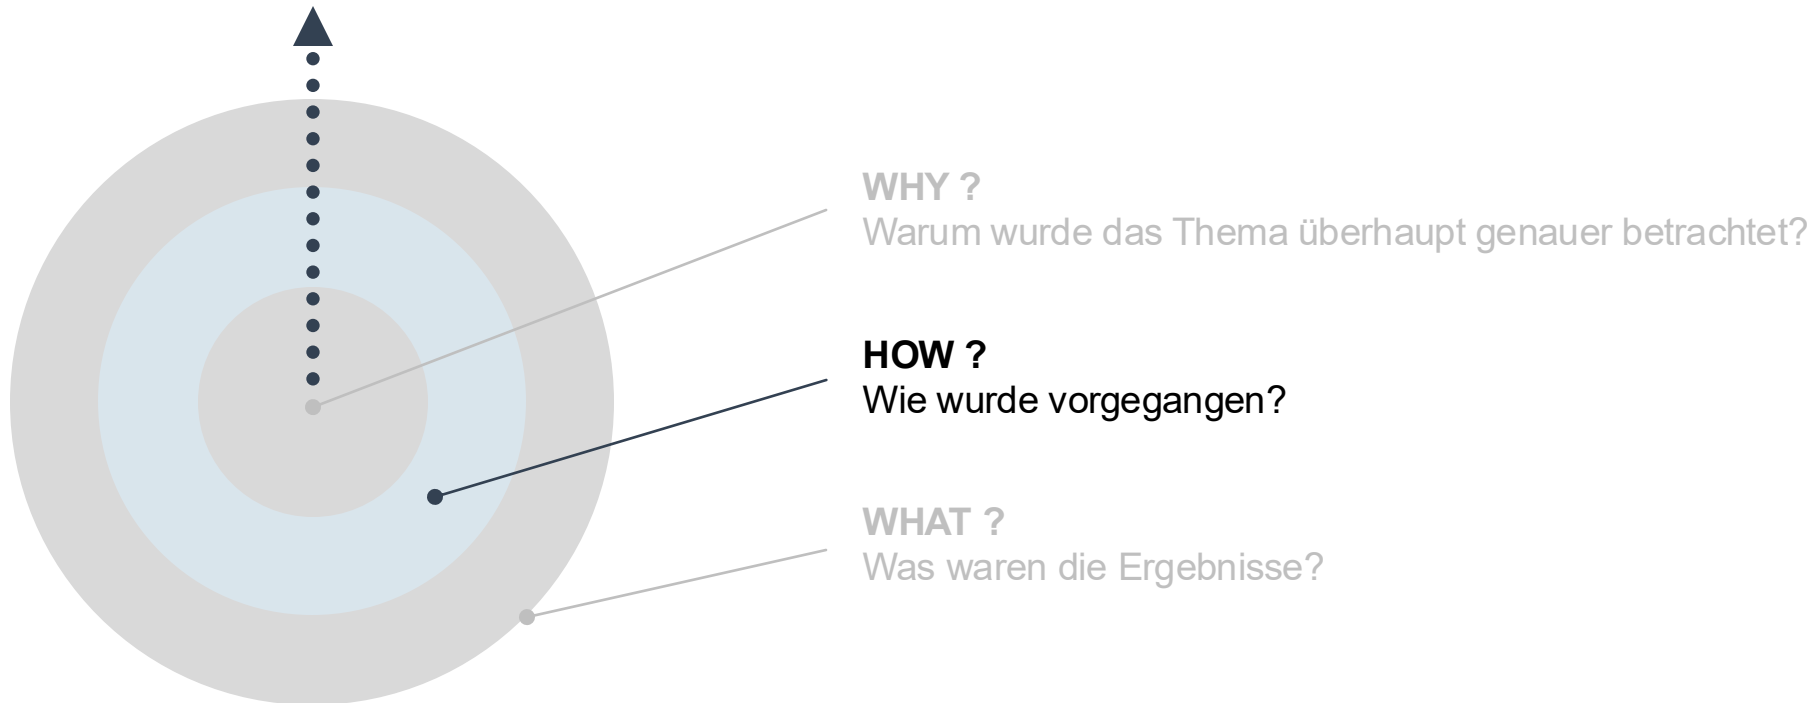 WHY ?
Warum wurde das Thema überhaupt genauer betrachtet?
HOW ?
Wie wurde vorgegangen?
WHAT ?
Was waren die Ergebnisse?